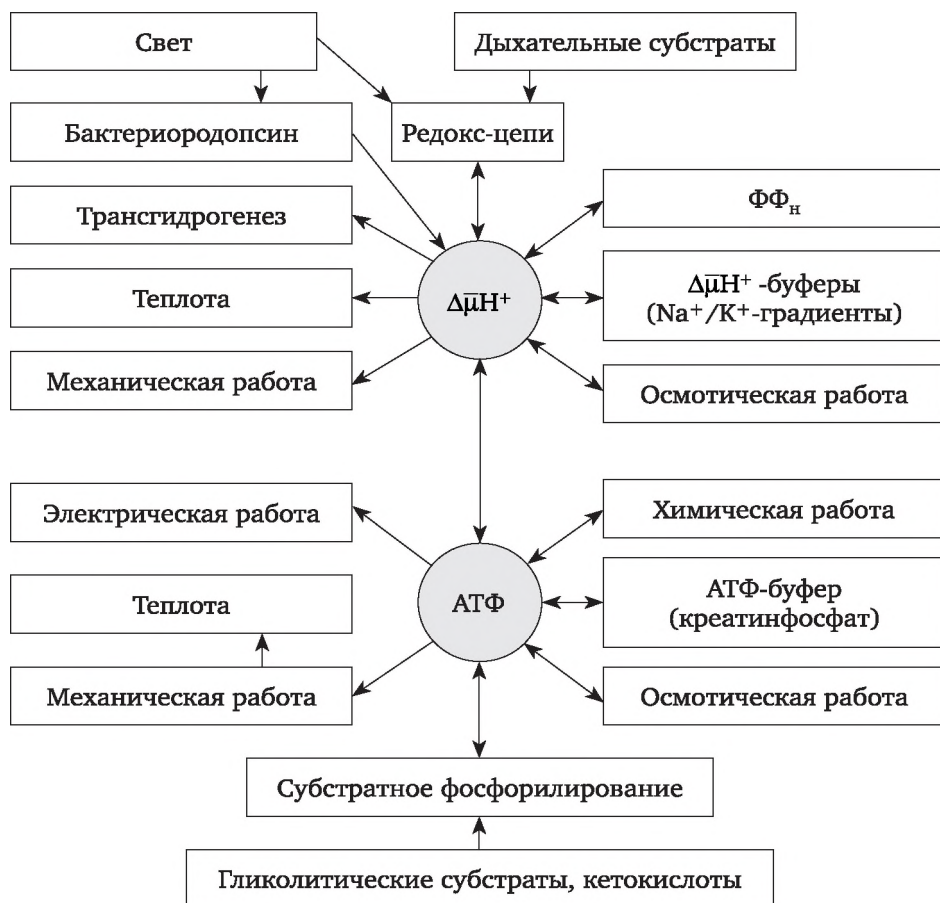 Свет
Дыхательные субстраты
Бактериородопсин
Редокс-цепи
Трансгидрогенез
ФФн
Теплота
Δμ̄H⁺
Δμ̄H⁺ -буферы
(Na⁺/K⁺-градиенты)
Механическая работа
Осмотическая работа
Электрическая работа
Химическая работа
Теплота
АТФ
АТФ-буфер
(креатинфосфат)
Механическая работа
Осмотическая работа
Субстратное фосфорилирование
Гликолитические субстраты, кетокислоты